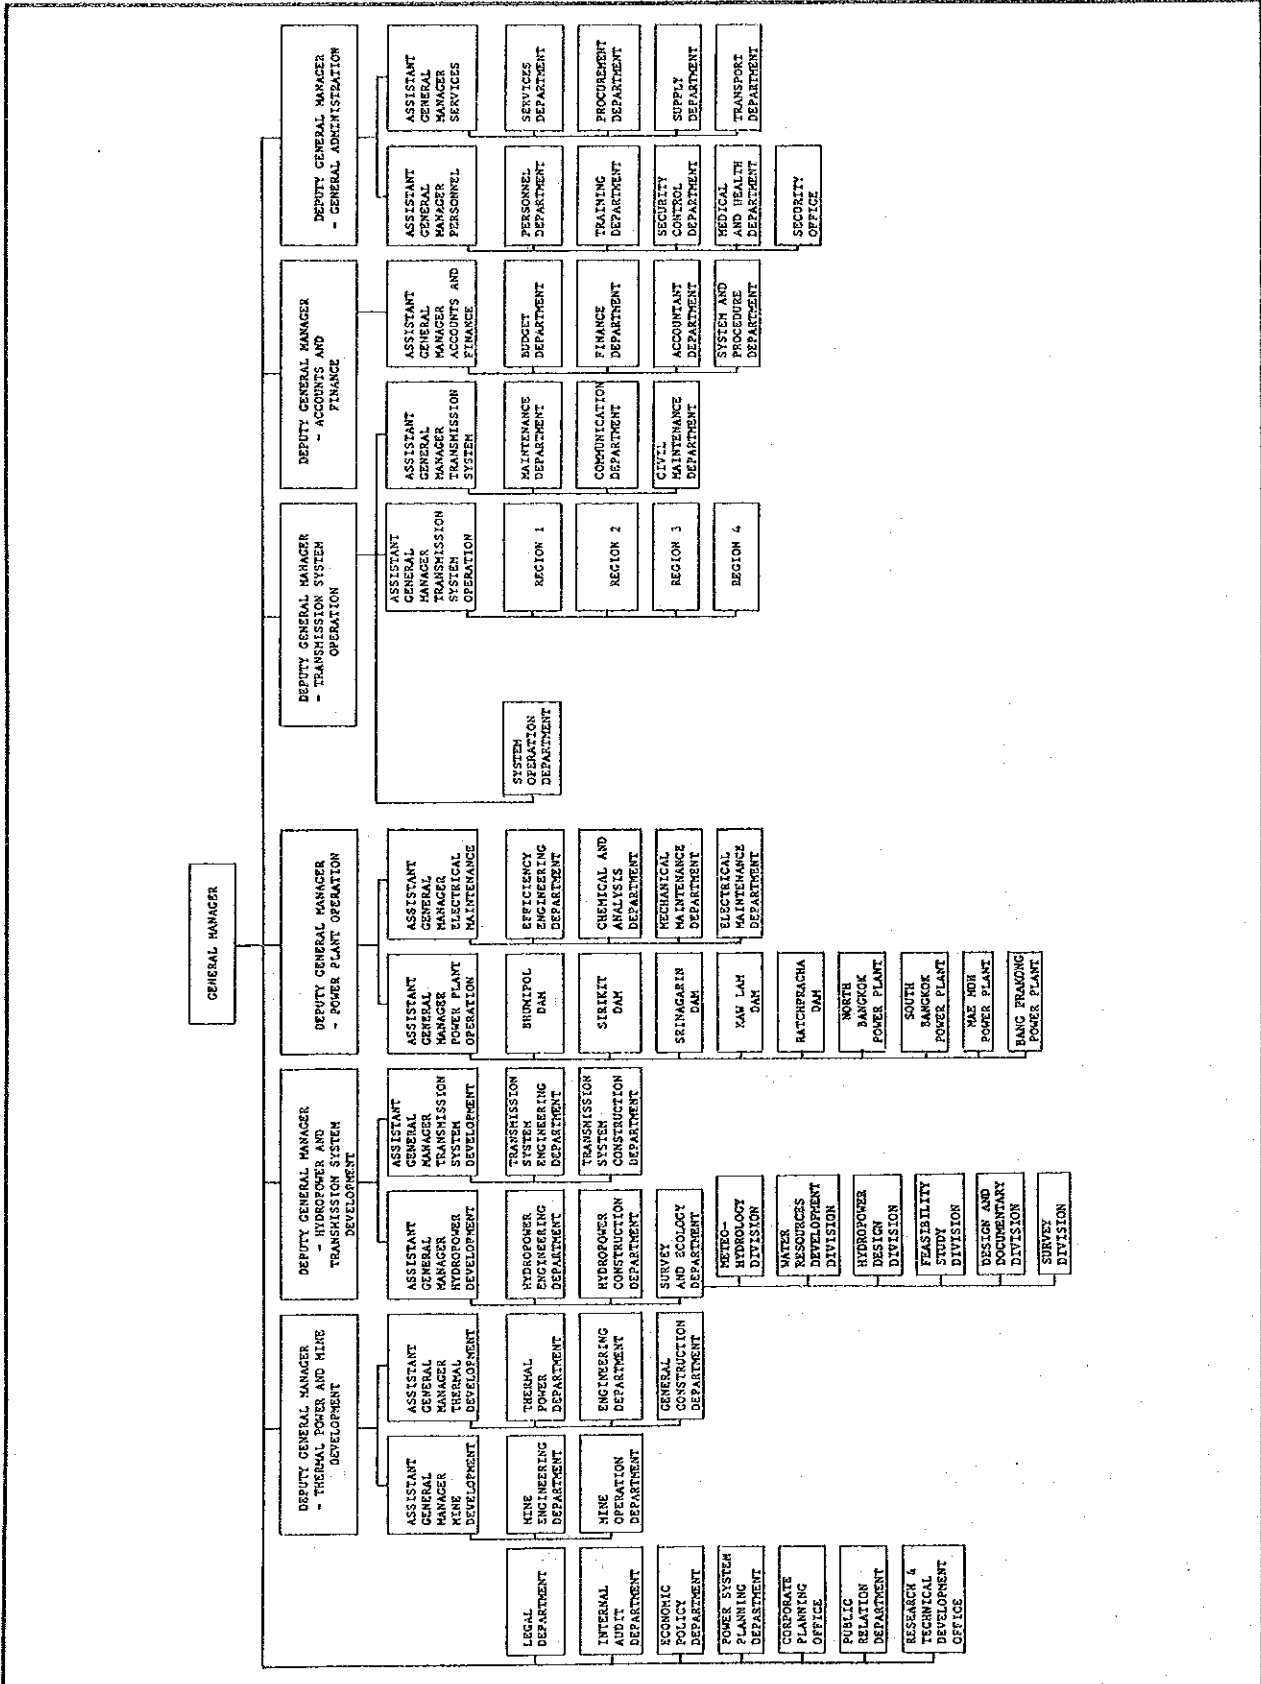 GENERAL MANAGER
DEPUTY GENERAL MANAGER
- THERMAL POWER AND MINE
DEVELOPMENT
DEPUTY GENERAL MANAGER
- HYDROPOWER AND
TRANSMISSION SYSTEM
DEVELOPMENT
DEPUTY GENERAL MANAGER
- POWER PLANT OPERATION
DEPUTY GENERAL MANAGER
- TRANSMISSION SYSTEM
OPERATION
DEPUTY GENERAL MANAGER
- ACCOUNTS AND
FINANCE
DEPUTY GENERAL MANAGER
- GENERAL ADMINISTRATION
LEGAL
DEPARTMENT
INTERNAL
AUDIT
DEPARTMENT
ECONOMIC
POLICY
DEPARTMENT
POWER SYSTEM
PLANNING
DEPARTMENT
CORPORATE
PLANNING
OFFICE
PUBLIC
RELATION
DEPARTMENT
RESEARCH &
TECHNICAL
DEVELOPMENT
OFFICE
ASSISTANT
GENERAL
MANAGER
MINE
DEVELOPMENT
MINE
ENGINEERING
DEPARTMENT
MINE
OPERATION
DEPARTMENT
ASSISTANT
GENERAL
MANAGER
THERMAL
DEVELOPMENT
THERMAL
POWER
DEPARTMENT
ENGINEERING
DEPARTMENT
GENERAL
CONSTRUCTION
DEPARTMENT
ASSISTANT
GENERAL
MANAGER
HYDROPOWER
DEVELOPMENT
HYDROPOWER
ENGINEERING
DEPARTMENT
HYDROPOWER
CONSTRUCTION
DEPARTMENT
SURVEY
AND ECOLOGY
DEPARTMENT
METEO-
HYDROLOGY
DIVISION
WATER
RESOURCES
DEVELOPMENT
DIVISION
HYDROPOWER
DESIGN
DIVISION
FEASIBILITY
STUDY
DIVISION
DESIGN AND
DOCUMENTARY
DIVISION
SURVEY
DIVISION
ASSISTANT
GENERAL
MANAGER
TRANSMISSION
SYSTEM
DEVELOPMENT
TRANSMISSION
SYSTEM
ENGINEERING
DEPARTMENT
TRANSMISSION
SYSTEM
CONSTRUCTION
DEPARTMENT
ASSISTANT
GENERAL
MANAGER
POWER PLANT
OPERATION
BHUMIPOL
DAM
SIRIKIT
DAM
SRINAGARIN
DAM
KAW LAM
DAM
RATCHPRACHA
DAM
NORTH
BANGKOK
POWER PLANT
SOUTH
BANGKOK
POWER PLANT
MAE MOH
POWER PLANT
BANG PRAKONG
POWER PLANT
ASSISTANT
GENERAL
MANAGER
ELECTRICAL
MAINTENANCE
EFFICIENCY
ENGINEERING
DEPARTMENT
CHEMICAL AND
ANALYSIS
DEPARTMENT
MECHANICAL
MAINTENANCE
DEPARTMENT
ELECTRICAL
MAINTENANCE
DEPARTMENT
SYSTEM
OPERATION
DEPARTMENT
ASSISTANT
GENERAL
MANAGER
TRANSMISSION
SYSTEM
OPERATION
REGION 1
REGION 2
REGION 3
REGION 4
ASSISTANT
GENERAL
MANAGER
TRANSMISSION
SYSTEM
MAINTENANCE
DEPARTMENT
COMMUNICATION
DEPARTMENT
CIVIL
MAINTENANCE
DEPARTMENT
ASSISTANT
GENERAL
MANAGER
ACCOUNTS AND
FINANCE
BUDGET
DEPARTMENT
FINANCE
DEPARTMENT
ACCOUNTANT
DEPARTMENT
SYSTEM AND
PROCEDURE
DEPARTMENT
ASSISTANT
GENERAL
MANAGER
PERSONNEL
PERSONNEL
DEPARTMENT
TRAINING
DEPARTMENT
SECURITY
CONTROL
DEPARTMENT
MEDICAL
AND HEALTH
DEPARTMENT
SECURITY
OFFICE
ASSISTANT
GENERAL
MANAGER
SERVICES
SERVICES
DEPARTMENT
PROCUREMENT
DEPARTMENT
SUPPLY
DEPARTMENT
TRANSPORT
DEPARTMENT